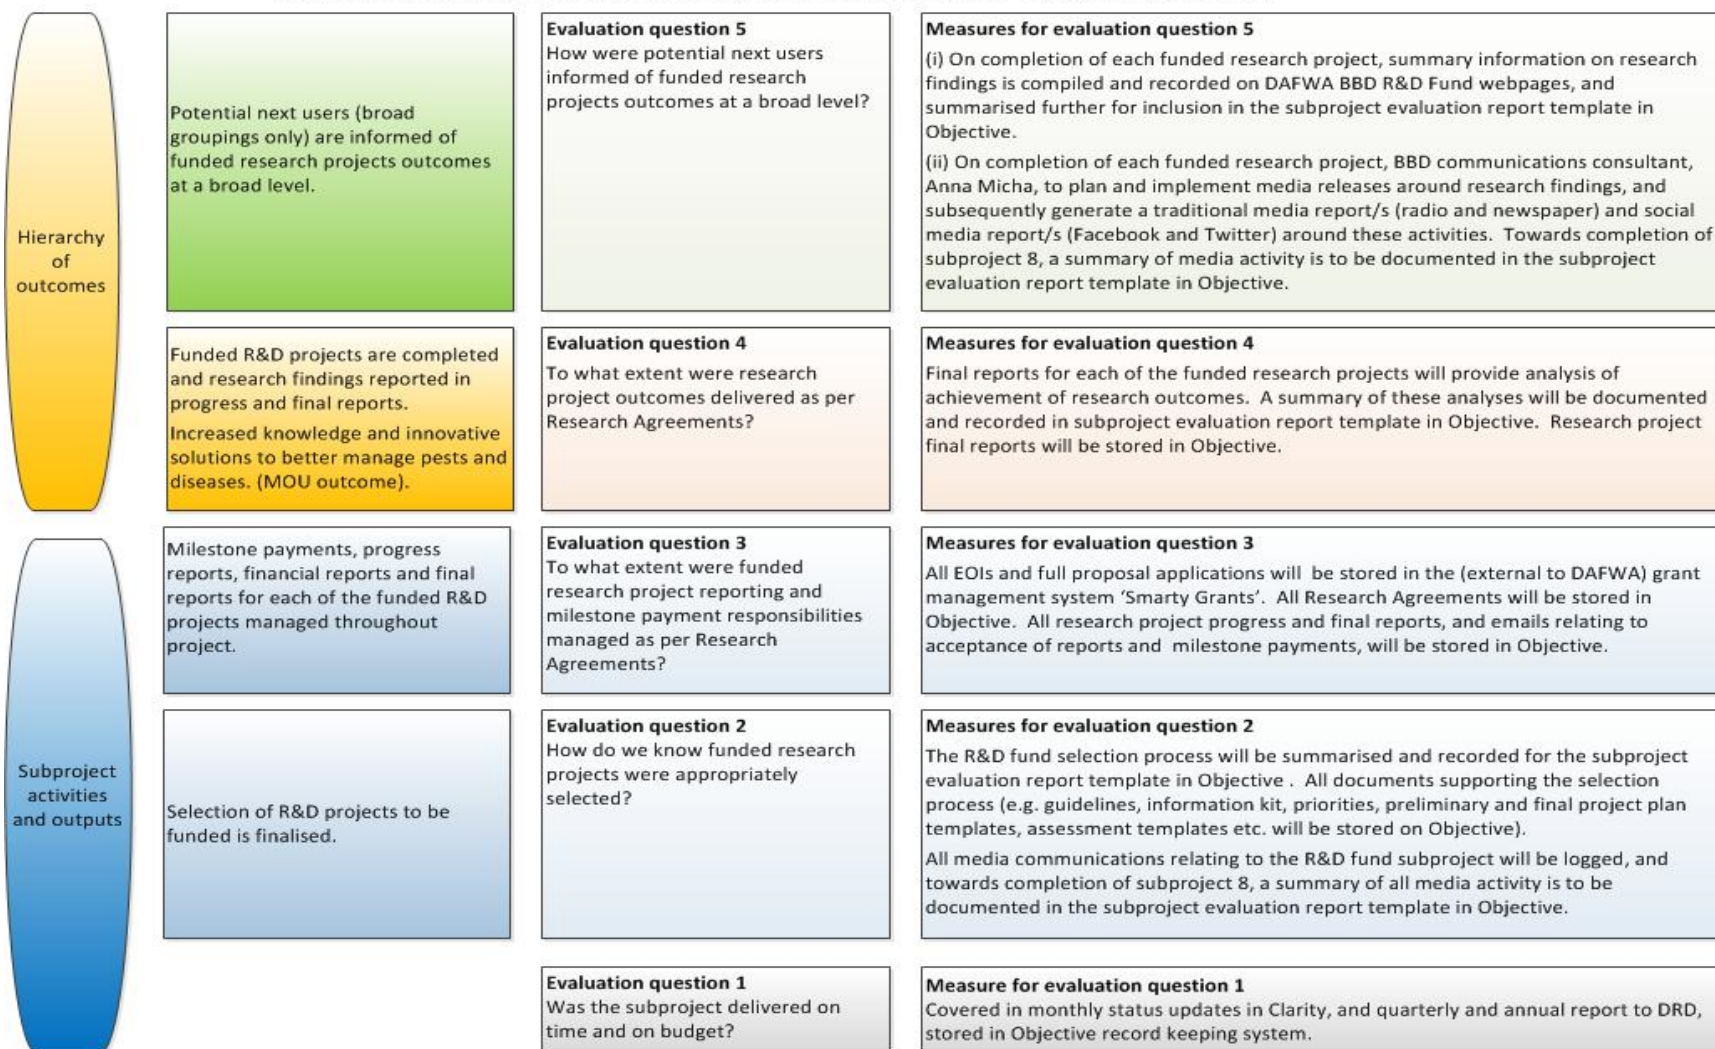 Hierarchy
of
outcomes
Potential next users (broad
groupings only) are informed of
funded research projects outcomes
at a broad level.
Evaluation question 5
How were potential next users
informed of funded research
projects outcomes at a broad level?
Measures for evaluation question 5
(i) On completion of each funded research project, summary information on research
findings is compiled and recorded on DAFWA BBD R&D Fund webpages, and
summarised further for inclusion in the subproject evaluation report template in
Objective.
(ii) On completion of each funded research project, BBD communications consultant,
Anna Micha, to plan and implement media releases around research findings, and
subsequently generate a traditional media report/s (radio and newspaper) and social
media report/s (Facebook and Twitter) around these activities. Towards completion of
subproject 8, a summary of media activity is to be documented in the subproject
evaluation report template in Objective.
Funded R&D projects are completed
and research findings reported in
progress and final reports.
Increased knowledge and innovative
solutions to better manage pests and
diseases. (MOU outcome).
Evaluation question 4
To what extent were research
project outcomes delivered as per
Research Agreements?
Measures for evaluation question 4
Final reports for each of the funded research projects will provide analysis of
achievement of research outcomes. A summary of these analyses will be documented
and recorded in subproject evaluation report template in Objective. Research project
final reports will be stored in Objective.
Subproject
activities
and outputs
Milestone payments, progress
reports, financial reports and final
reports for each of the funded R&D
projects managed throughout
project.
Evaluation question 3
To what extent were funded
research project reporting and
milestone payment responsibilities
managed as per Research
Agreements?
Measures for evaluation question 3
All EOIs and full proposal applications will be stored in the (external to DAFWA) grant
management system ‘Smarty Grants’. All Research Agreements will be stored in
Objective. All research project progress and final reports, and emails relating to
acceptance of reports and milestone payments, will be stored in Objective.
Selection of R&D projects to be
funded is finalised.
Evaluation question 2
How do we know funded research
projects were appropriately
selected?
Measures for evaluation question 2
The R&D fund selection process will be summarised and recorded for the subproject
evaluation report template in Objective . All documents supporting the selection
process (e.g. guidelines, information kit, priorities, preliminary and final project plan
templates, assessment templates etc. will be stored on Objective).
All media communications relating to the R&D fund subproject will be logged, and
towards completion of subproject 8, a summary of all media activity is to be
documented in the subproject evaluation report template in Objective.
Evaluation question 1
Was the subproject delivered on
time and on budget?
Measure for evaluation question 1
Covered in monthly status updates in Clarity, and quarterly and annual report to DRD,
stored in Objective record keeping system.